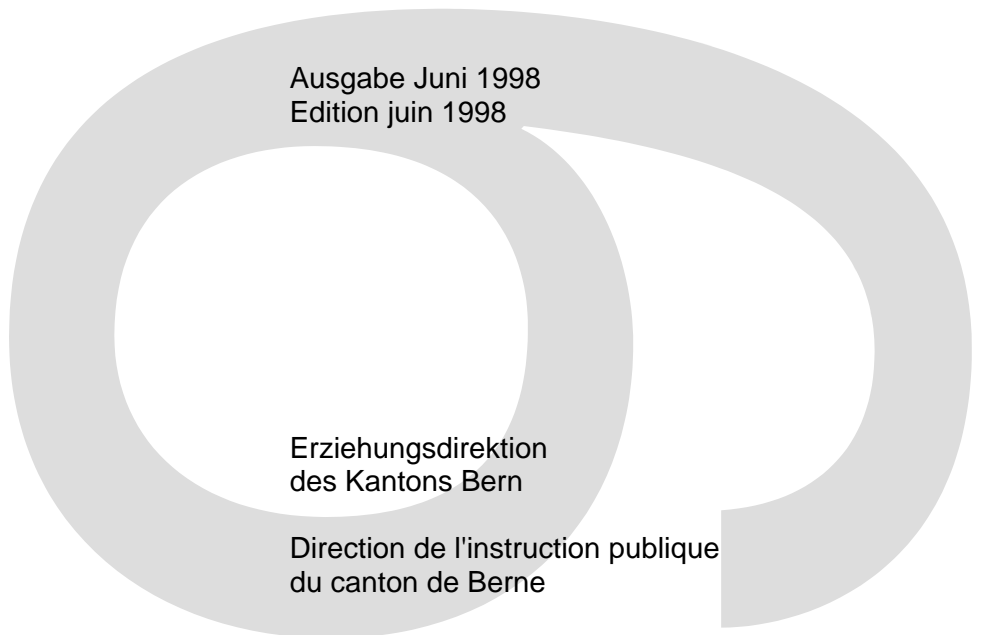 Ausgabe Juni 1998
Edition juin 1998
Erziehungsdirektion
des Kantons Bern
Direction de l'instruction publique
du canton de Berne